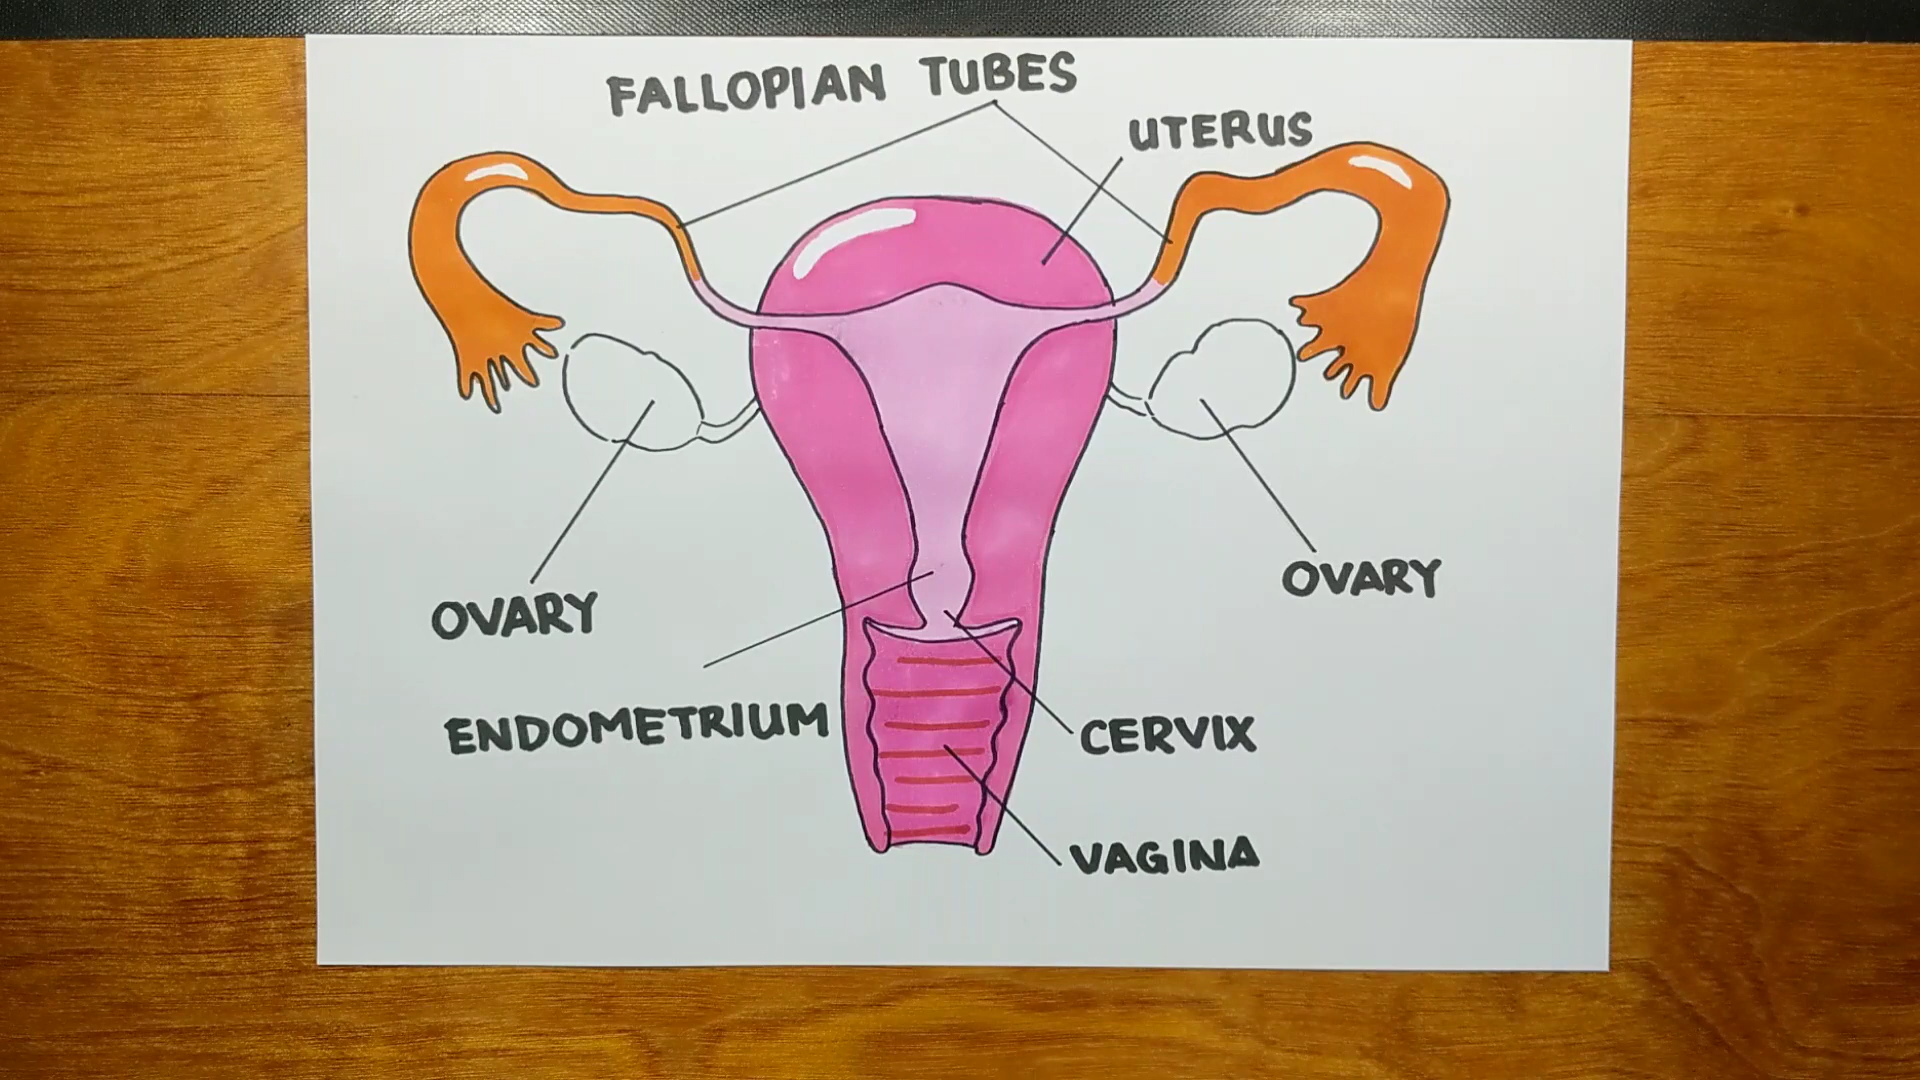 FALLOPIAN TUBES
UTERUS
OVARY
OVARY
ENDOMETRIUM
CERVIX
VAGINA